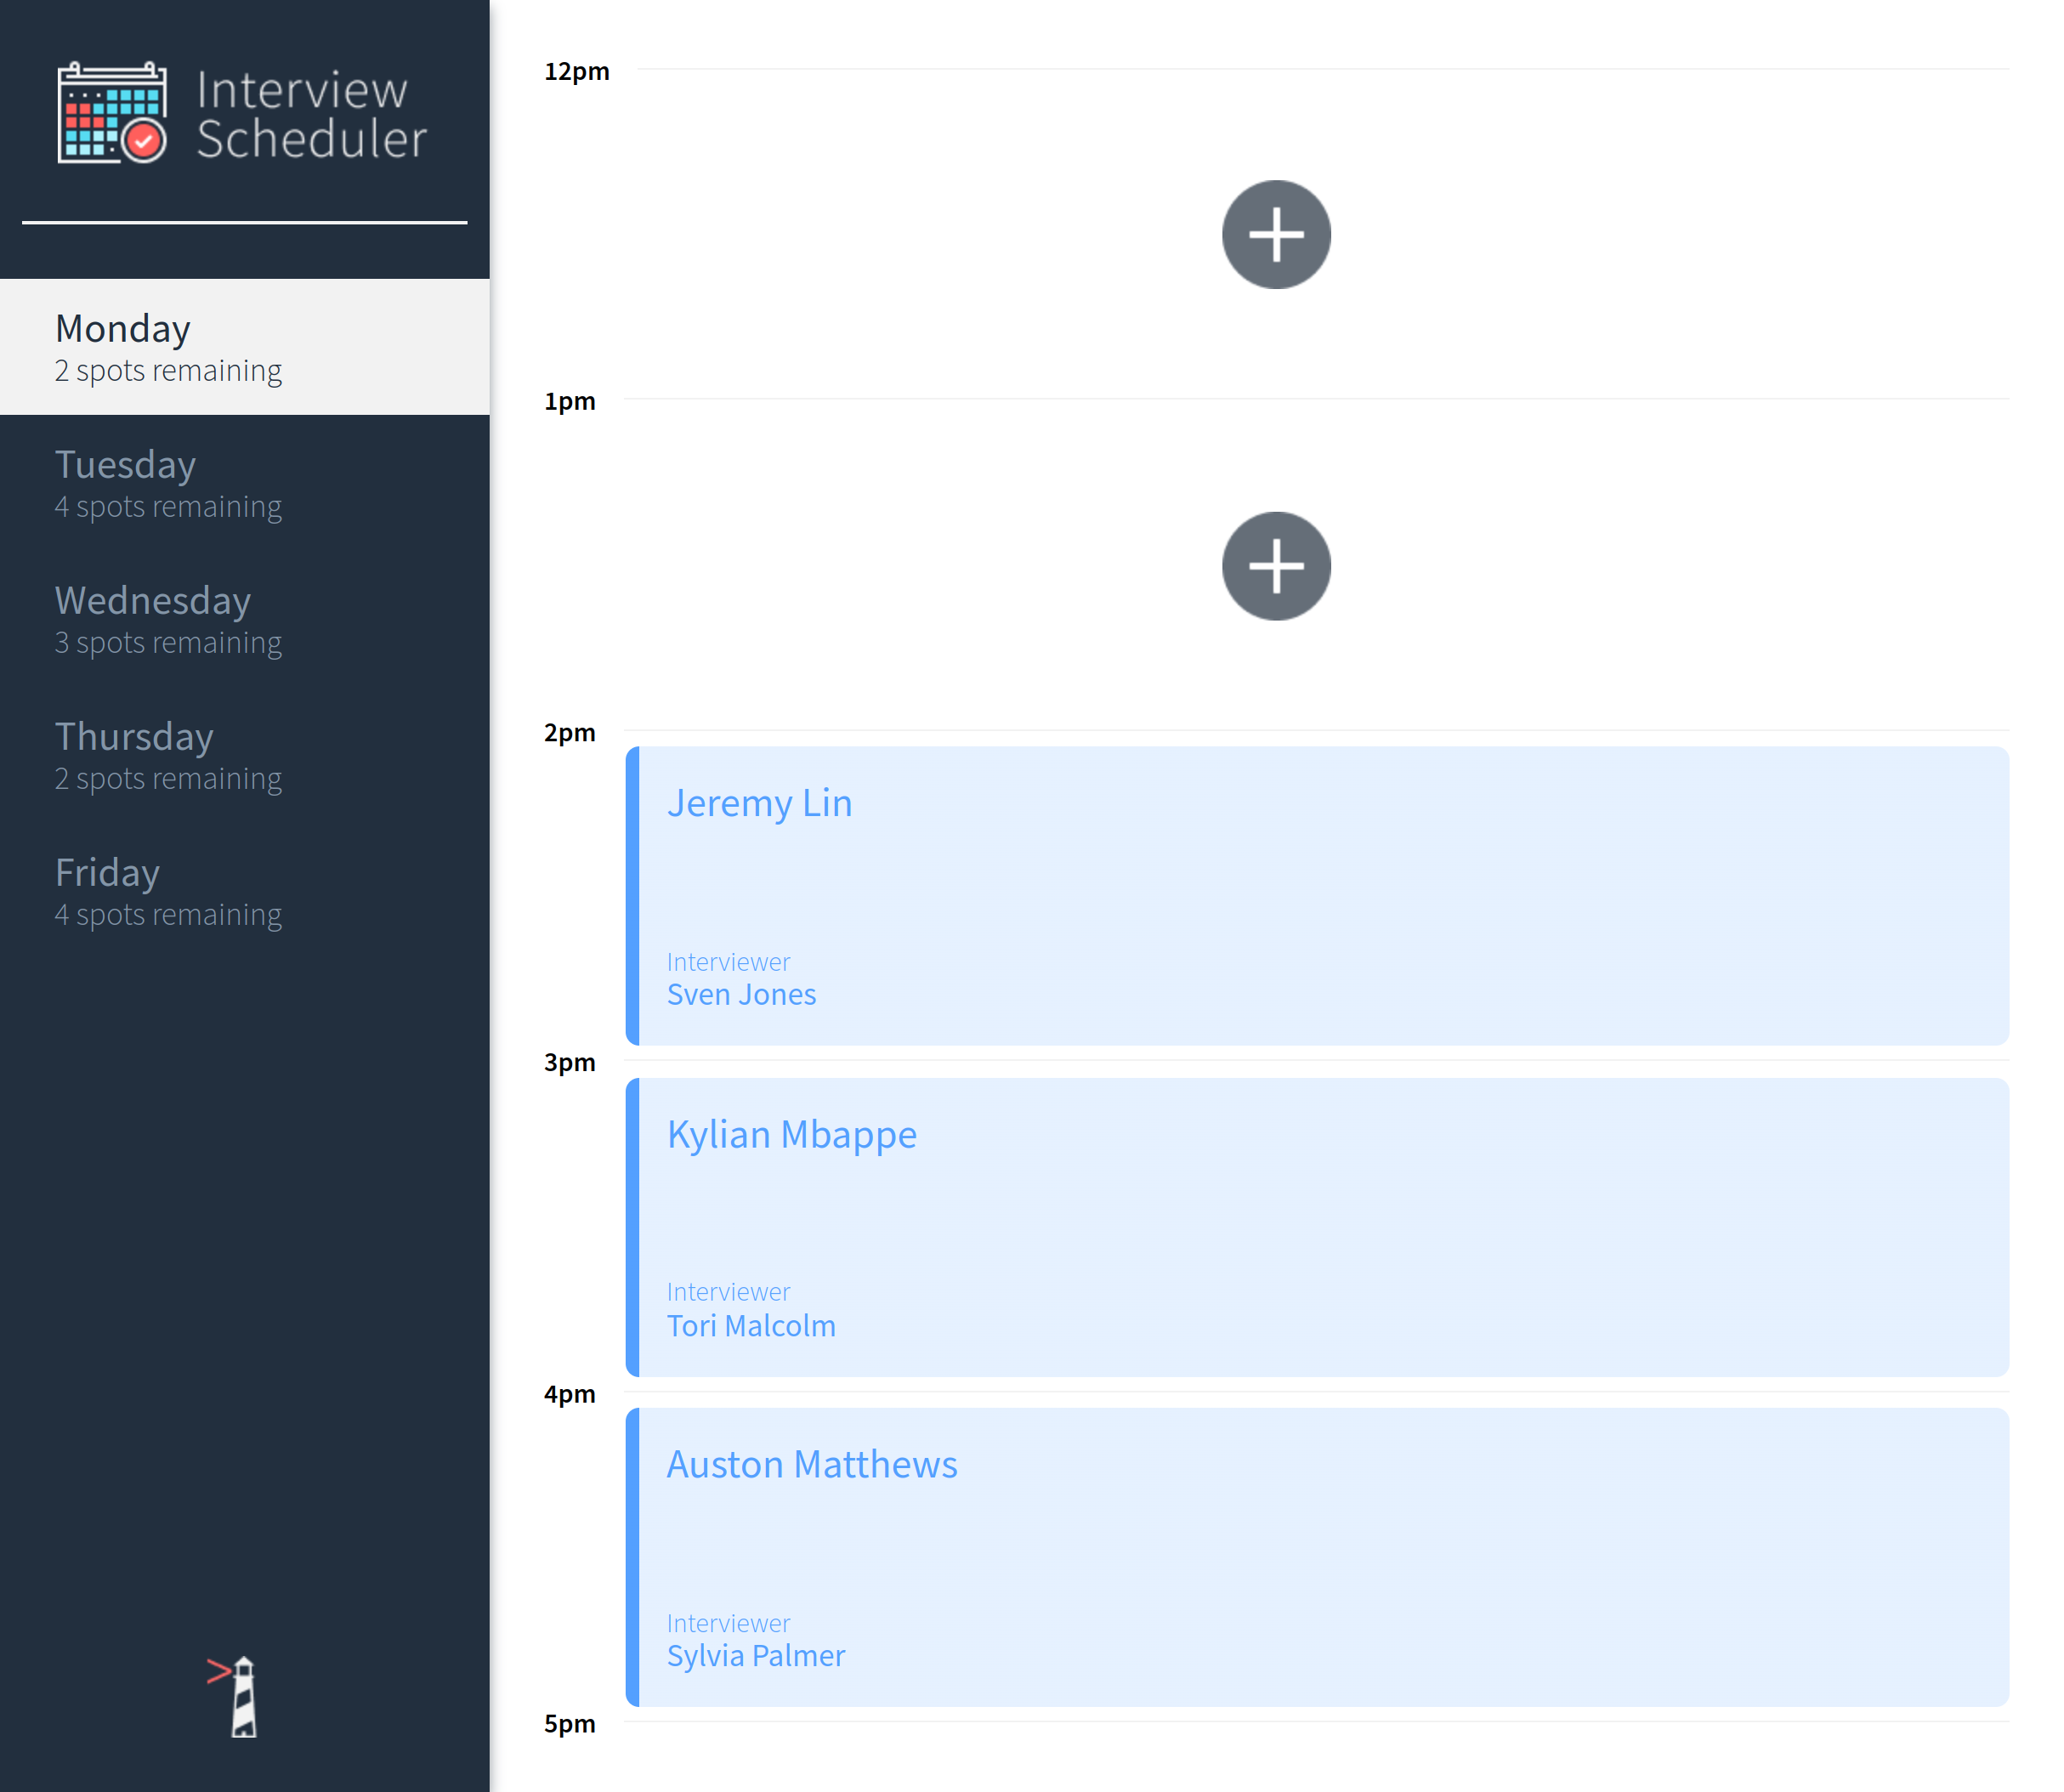 Interview
Scheduler
Monday
2 spots remaining
Tuesday
4 spots remaining
Wednesday
3 spots remaining
Thursday
2 spots remaining
Friday
4 spots remaining
12pm
1pm
2pm
Jeremy Lin
Interviewer
Sven Jones
3pm
Kylian Mbappe
Interviewer
Tori Malcolm
4pm
Auston Matthews
Interviewer
Sylvia Palmer
5pm